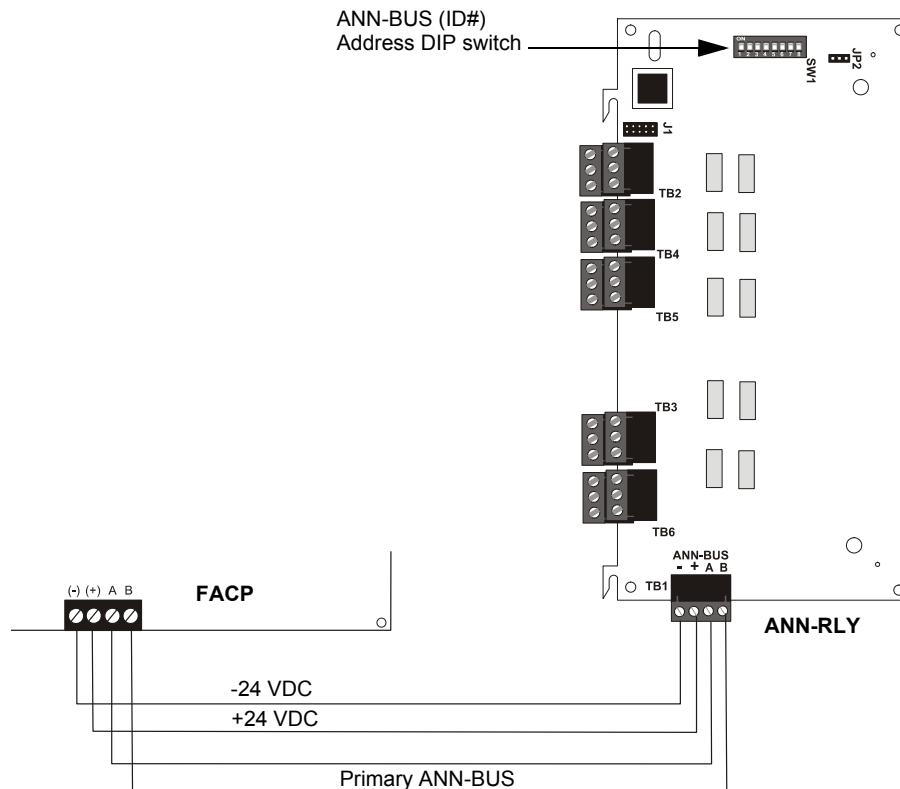 ANN-BUS (ID#)
Address DIP switch
ON
1 2 3 4 5 6 7 8
SW1
JP2
J1
TB2
TB4
TB5
TB3
TB6
ANN-BUS
- + A B
TB1
(-) (+) A B
FACP
ANN-RLY
-24 VDC
+24 VDC
Primary ANN-BUS